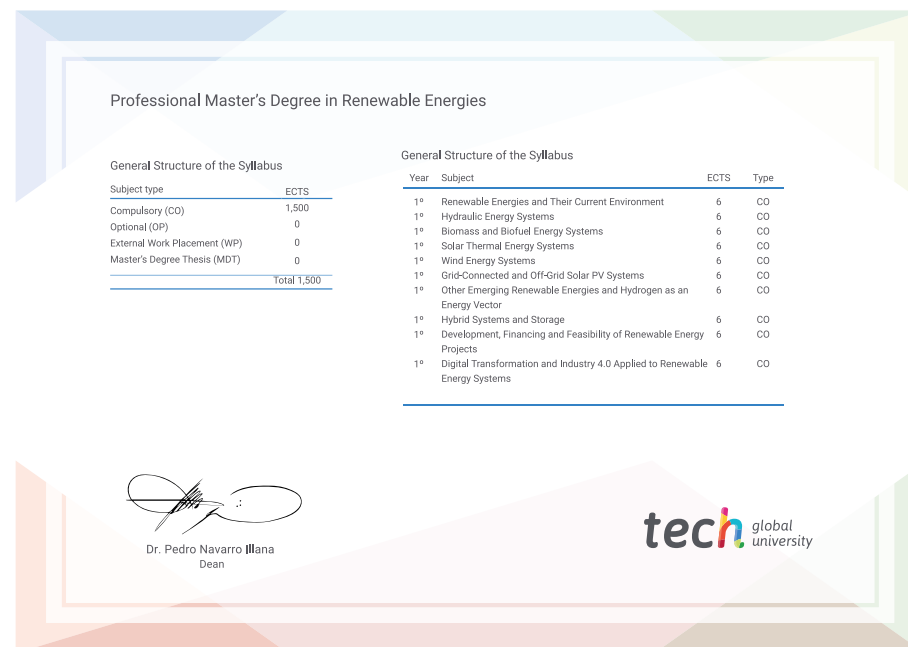 Professional Master's Degree in Renewable Energies
General Structure of the Syllabus
Subject type ECTS
Compulsory (CO) 1,500
Optional (OP) 0
External Work Placement (WP) 0
Master's Degree Thesis (MDT) 0
Total 1,500
General Structure of the Syllabus
Year Subject ECTS Type
1º Renewable Energies and Their Current Environment 6 CO
1º Hydraulic Energy Systems 6 CO
1º Biomass and Biofuel Energy Systems 6 CO
1º Solar Thermal Energy Systems 6 CO
1º Wind Energy Systems 6 CO
1º Grid-Connected and Off-Grid Solar PV Systems 6 CO
1º Other Emerging Renewable Energies and Hydrogen as an 6 CO
Energy Vector
1º Hybrid Systems and Storage 6 CO
1º Development, Financing and Feasibility of Renewable Energy 6 CO
Projects
1º Digital Transformation and Industry 4.0 Applied to Renewable 6 CO
Energy Systems
Dr. Pedro Navarro Illana
Dean
tech global
university